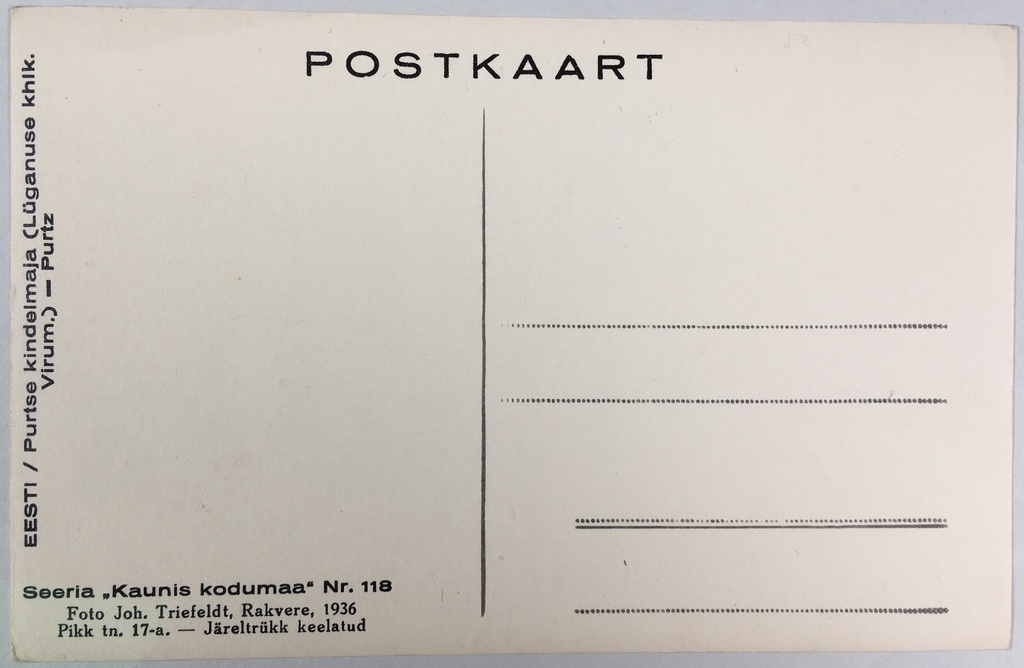 POSTKAART
EESTI / Purtse kindelmaja (Lüganuse khlk.
Virum.) — Purtz
Seeria „Kaunis kodumaa“ Nr. 118
Foto Joh. Triefeldt, Rakvere, 1936
Pikk tn. 17-a. — Järeltrükk keelatud